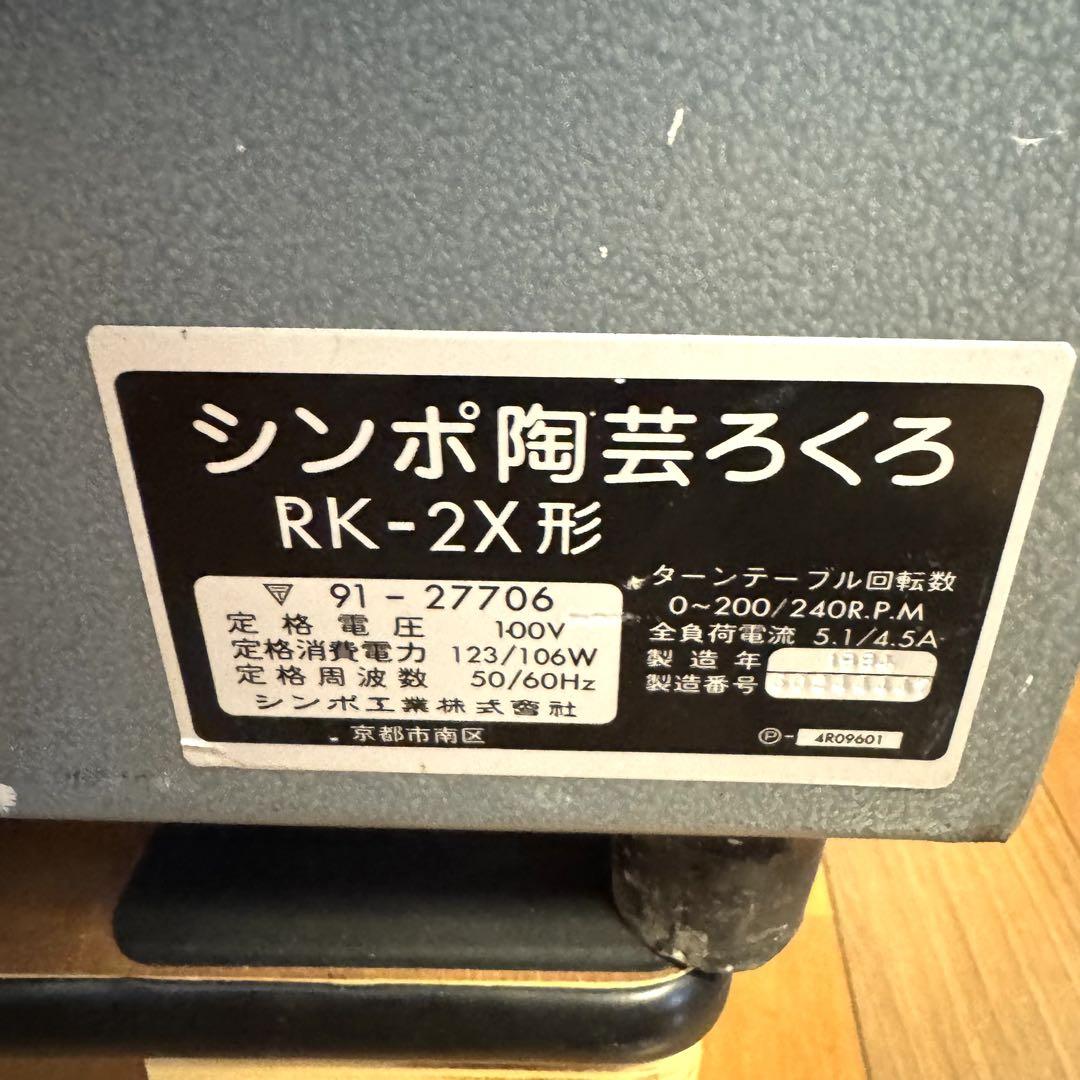 シンポ陶芸ろくろ
RK-2X形
〒 91-27706
定格電圧 100V
定格消費電力 123/106W
定格周波数 50/60Hz
シンポ工業株式會社
京都市南区
ターンテーブル回転数
0~200/240R.P.M
全負荷電流 5.1/4.5A
製造年
製造番号
Ⓟ- 4R09601